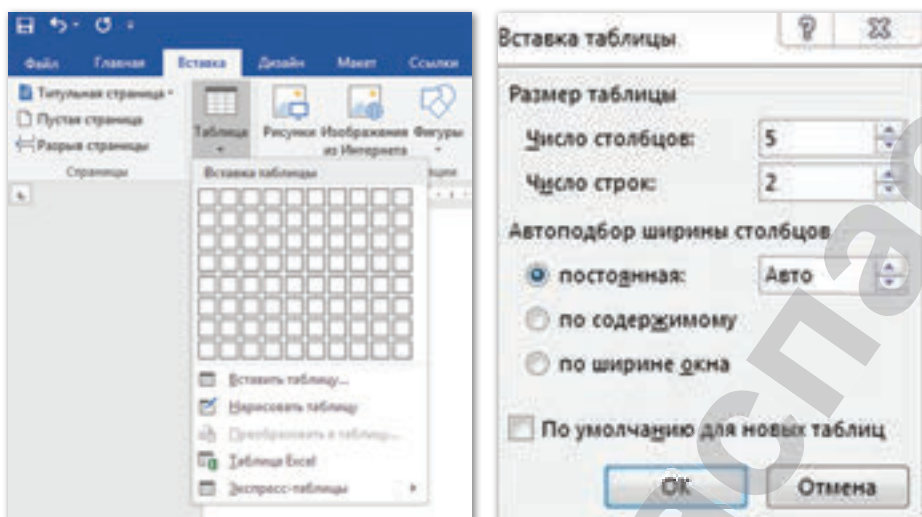 Файл Главная Вставка Дизайн Макет Ссылки
Титульная страница
Пустая страница
Разрыв страницы
Страницы
Таблица
Рисунки
Изображения
из Интернета
Фигуры
Вставка таблицы
Вставить таблицу...
Нарисовать таблицу
Преобразовать в таблицу...
Таблица Excel
Экспресс-таблицы
Вставка таблицы
Размер таблицы
Число столбцов: 5
Число строк: 2
Автоподбор ширины столбцов
постоянная: Авто
по содержимому
по ширине окна
По умолчанию для новых таблиц
ОК Отмена